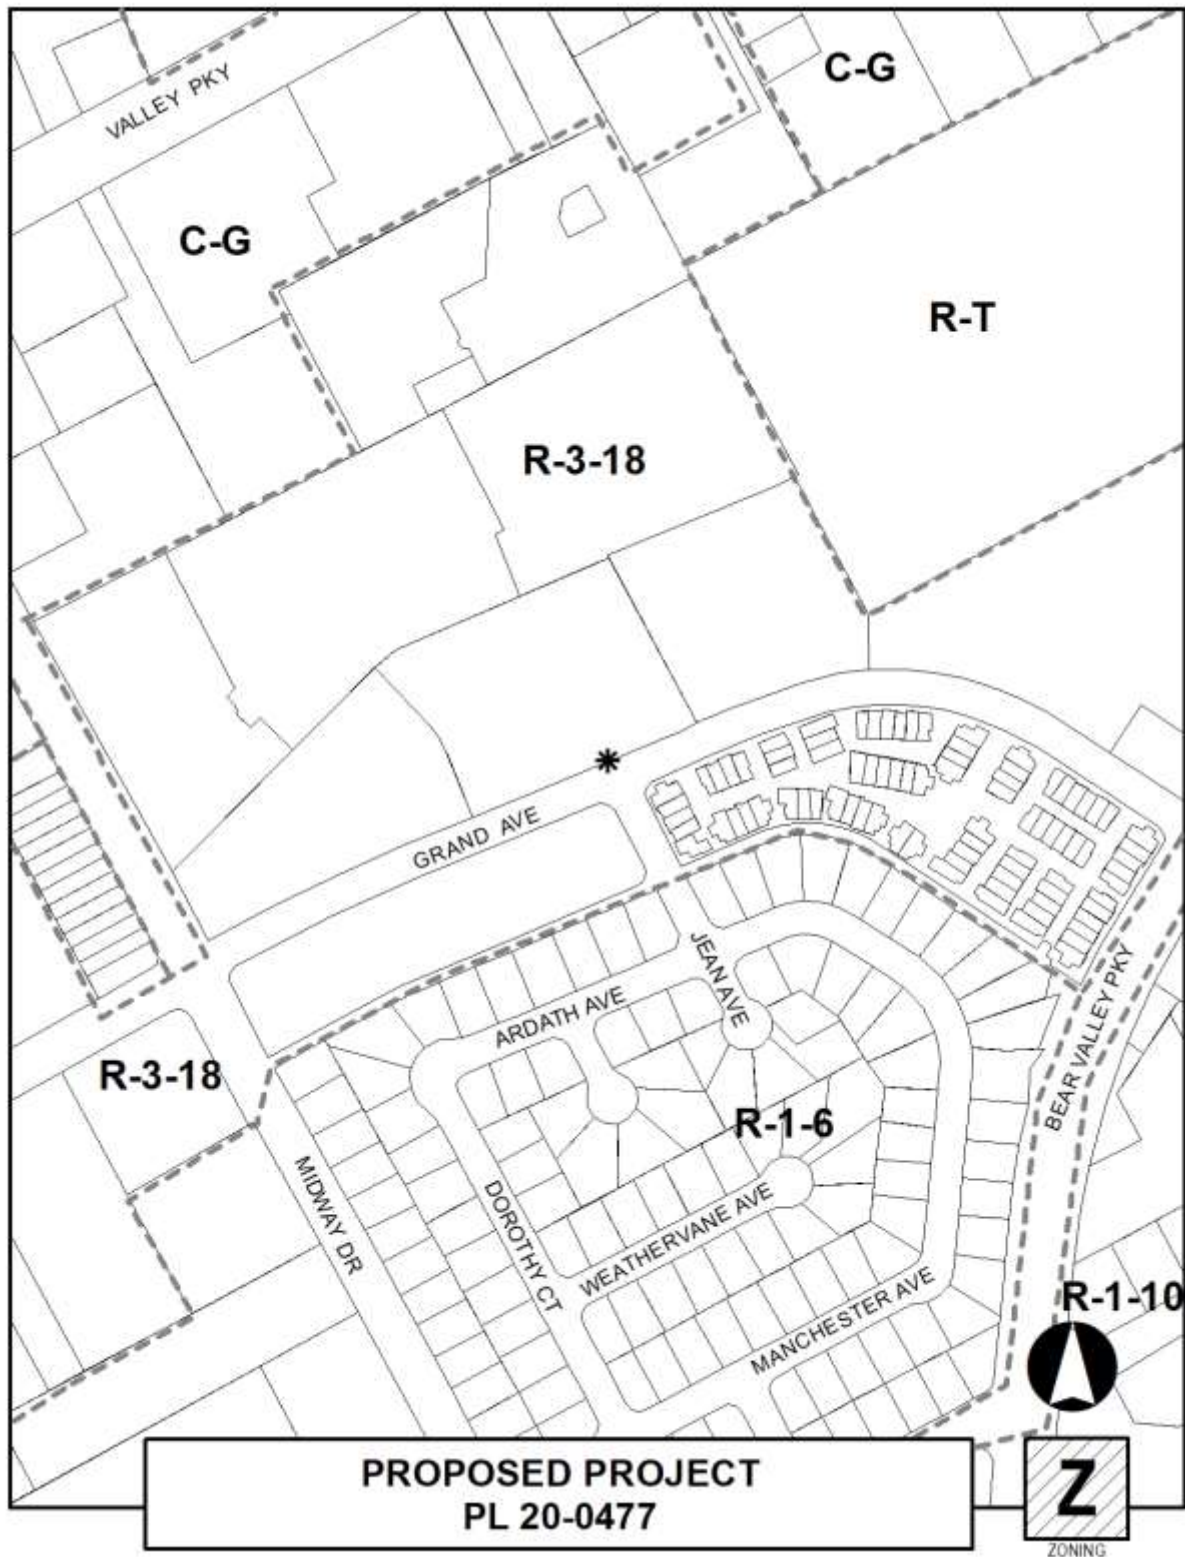 C-G
VALLEY PKY
C-G
R-T
R-3-18
GRAND AVE
JEAN AVE
ARDATH AVE
BEAR VALLEY PKY
R-3-18
R-1-6
MIDWAY DR
DOROTHY CT
WEATHERVANE AVE
MANCHESTER AVE
R-1-10
PROPOSED PROJECT
PL 20-0477
Z
ZONING